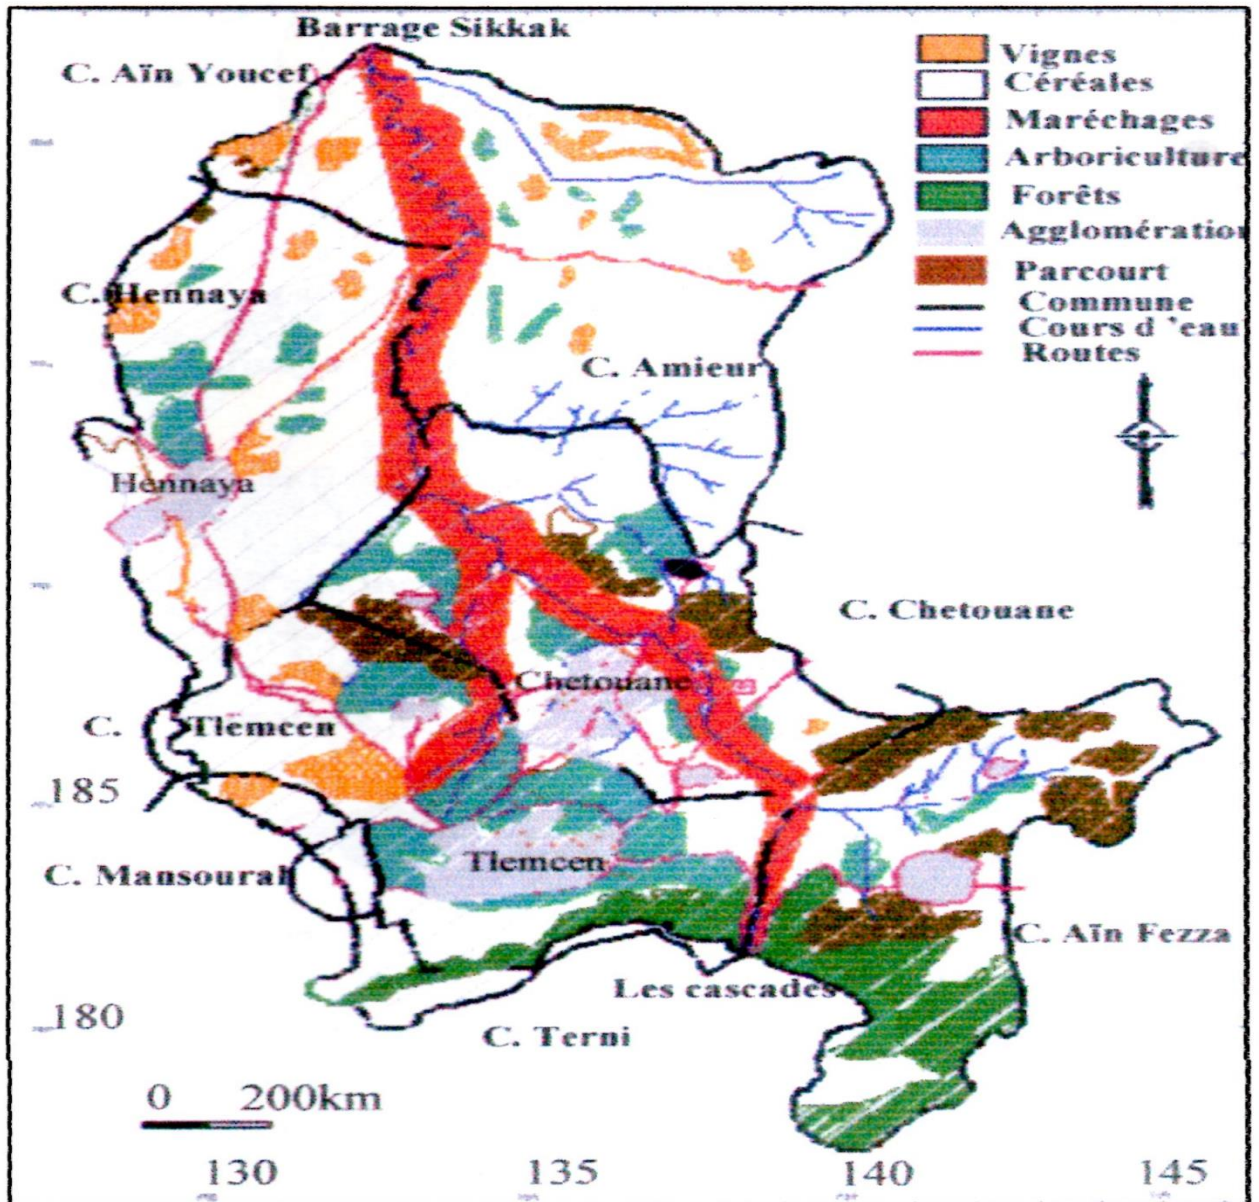 Barrage Sikkak
C. Aïn Youcef
Vignes
Céréales
Maréchages
Arboriculture
Forêts
Agglomération
Parcourt
Commune
Cours d 'eau
Routes
C. Hennaya
C. Amieur
Hennaya
C. Chetouane
Chetouane
C. Tlemcen
185
Tlemcen
C. Mansourah
C. Aïn Fezza
Les cascades
180
C. Terni
0 200km
130 135 140 145